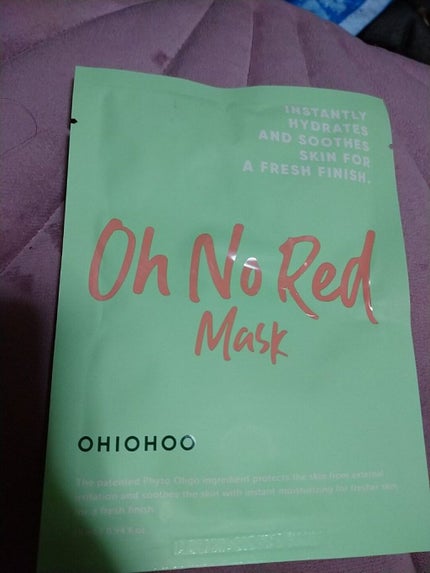 INSTANTLY
HYDRATES
AND SOOTHES
SKIN FOR
A FRESH FINISH.
Oh No Red
Mask
OHIOHOO
The patented Phyto Oligo ingredient protects the skin from external
irritation and soothes the skin with instant moisturizing for fresher skin
for a fresh finish